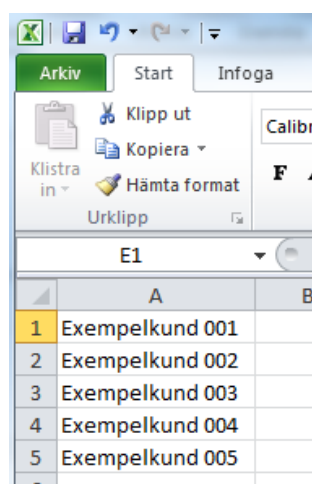 Arkiv Start Infoga
Klipp ut
Kopiera
Hämta format
Klistra
in
Calibr
F
Urklipp
E1
A B
1 Exempelkund 001
2 Exempelkund 002
3 Exempelkund 003
4 Exempelkund 004
5 Exempelkund 005